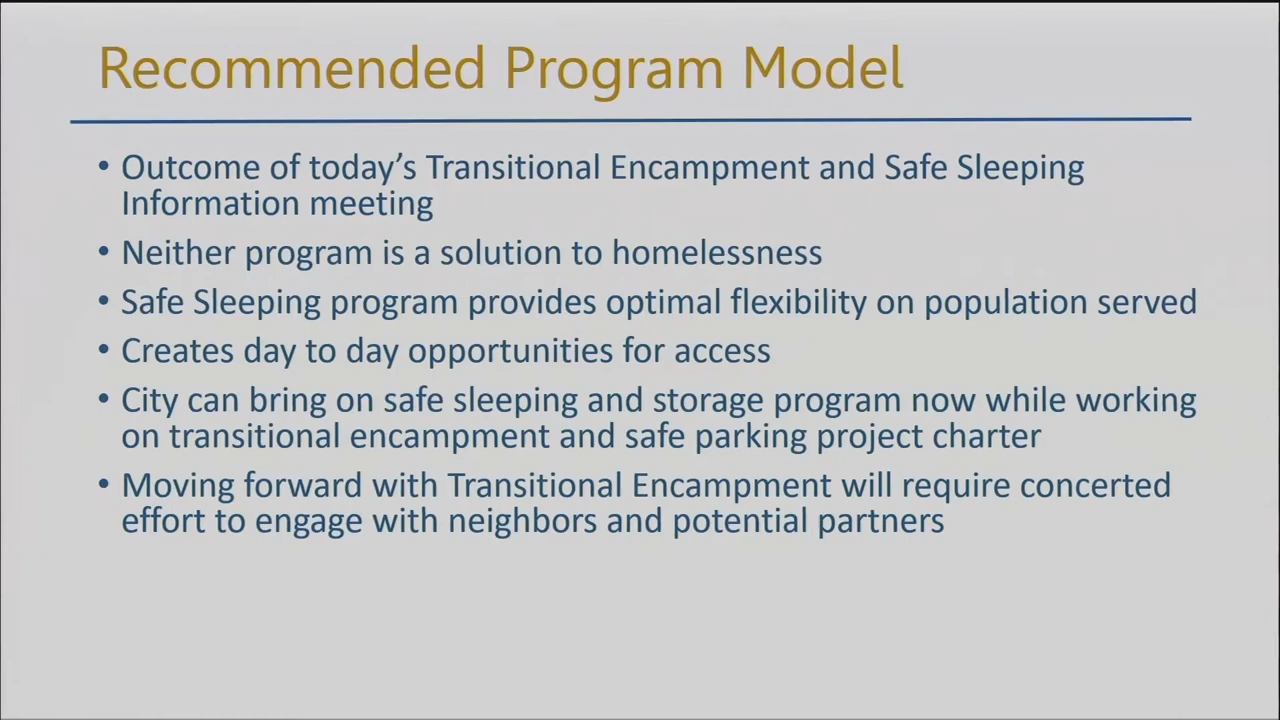 Recommended Program Model
• Outcome of today’s Transitional Encampment and Safe Sleeping
Information meeting
• Neither program is a solution to homelessness
• Safe Sleeping program provides optimal flexibility on population served
• Creates day to day opportunities for access
• City can bring on safe sleeping and storage program now while working
on transitional encampment and safe parking project charter
• Moving forward with Transitional Encampment will require concerted
effort to engage with neighbors and potential partners